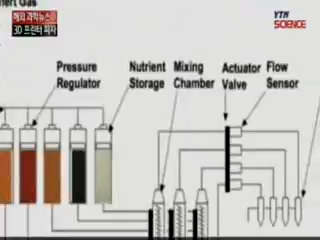 해외 과학뉴스
3D 프린터 피자
YTN
SCIENCE
ert Gas
Pressure
Regulator
Nutrient
Storage
Mixing
Chamber
Actuator
Valve
Flow
Sensor